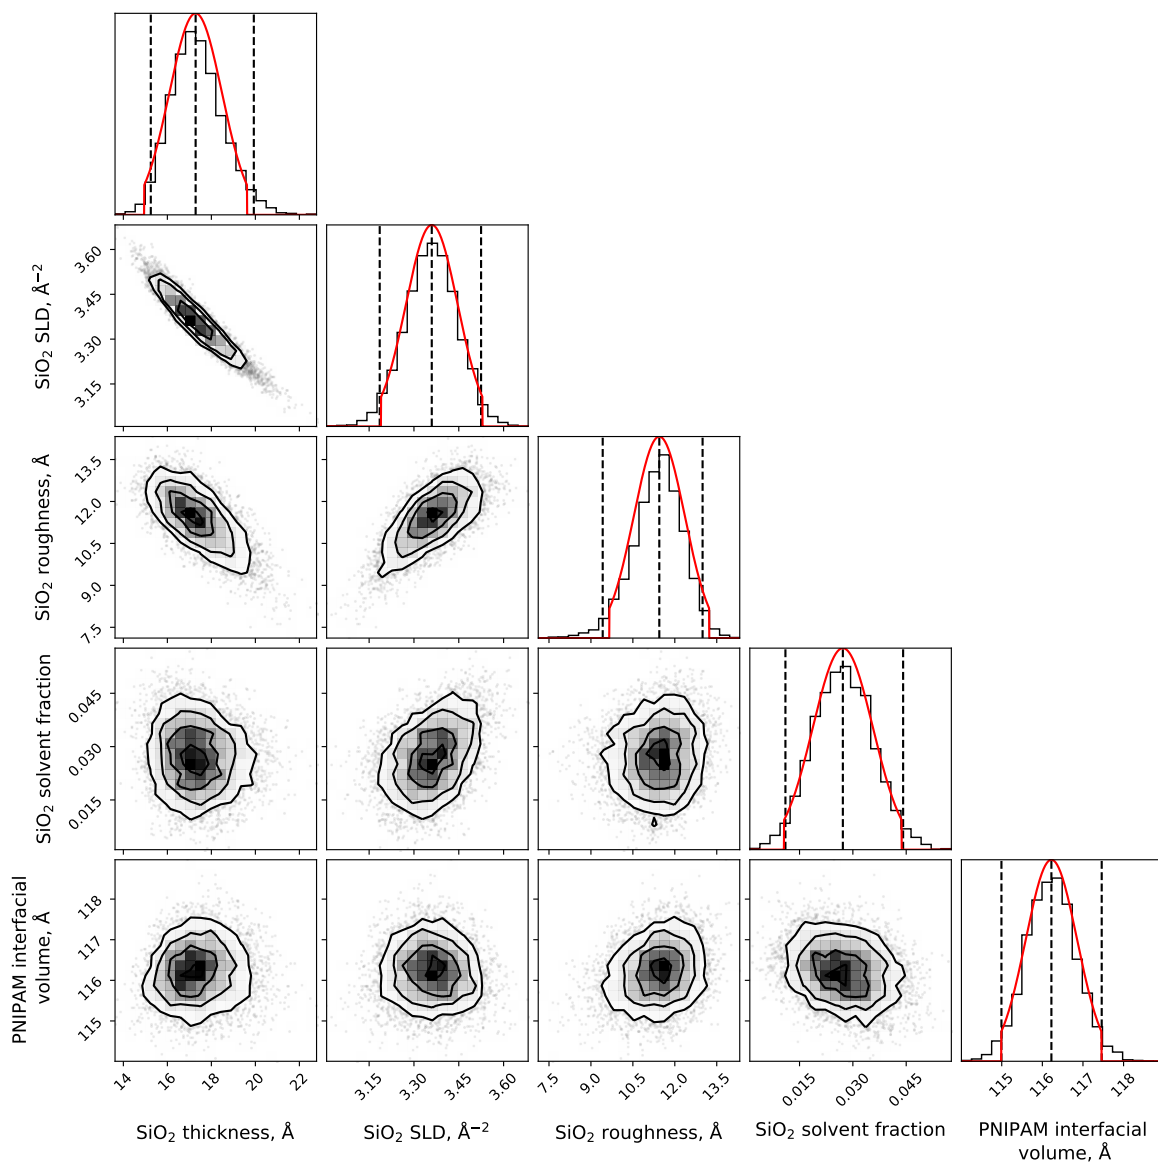 3.60
3.45
3.30
3.15
SiO₂ SLD, Å⁻²
13.5
12.0
10.5
9.0
7.5
SiO₂ roughness, Å
0.045
0.030
0.015
SiO₂ solvent fraction
118
117
116
115
PNIPAM interfacial
volume, Å
14 16 18 20 22
3.15 3.30 3.45 3.60
7.5 9.0 10.5 12.0 13.5
0.015 0.030 0.045
115 116 117 118
SiO₂ thickness, Å
SiO₂ SLD, Å⁻²
SiO₂ roughness, Å
SiO₂ solvent fraction
PNIPAM interfacial
volume, Å